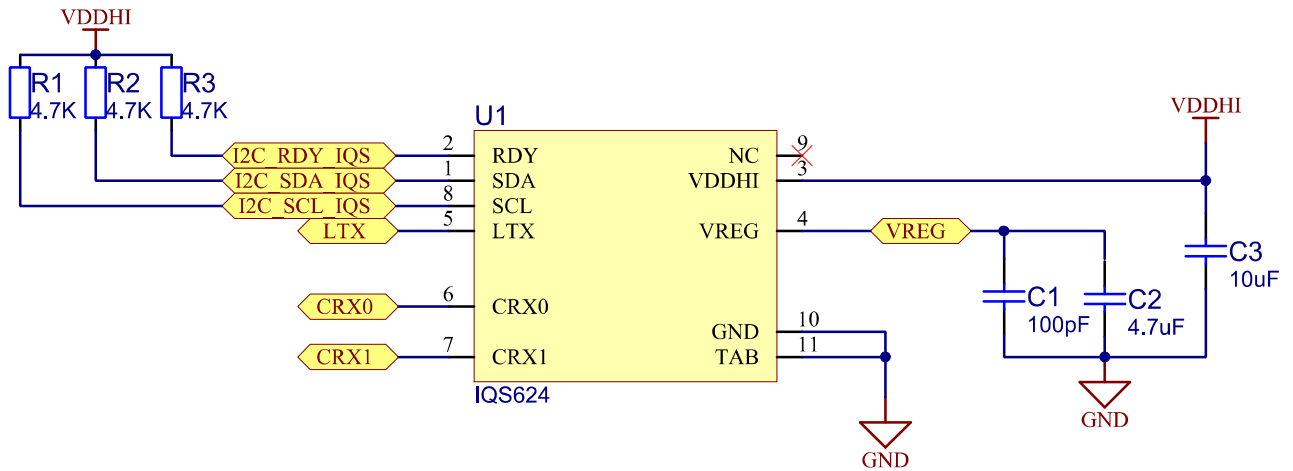 VDDHI
R1
4.7K
R2
4.7K
R3
4.7K
U1
I2C_RDY_IQS
2
RDY
I2C_SDA_IQS
1
SDA
I2C_SCL_IQS
8
SCL
LTX
5
LTX
CRX0
6
CRX0
CRX1
7
CRX1
IQS624
NC
9
VDDHI
3
VREG
4
VREG
GND
10
TAB
11
GND
VDDHI
C1
100pF
C2
4.7uF
C3
10uF
GND